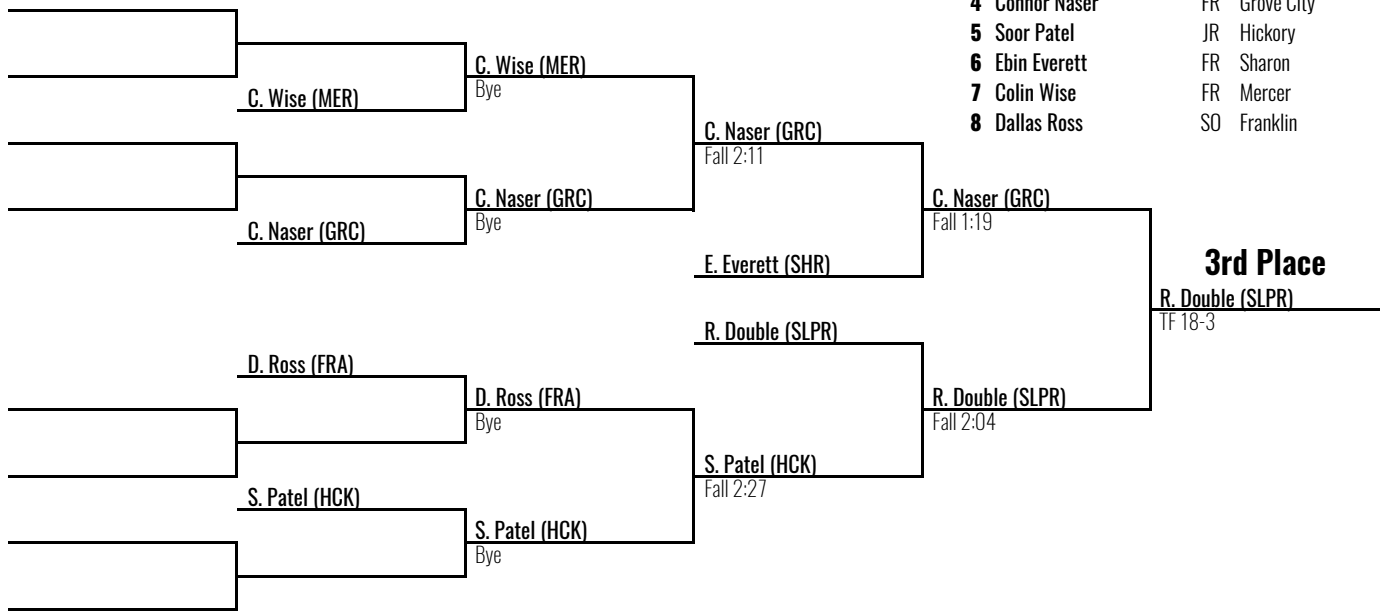 4 Connor Naser FR Grove City
5 Soor Patel JR Hickory
6 Ebin Everett FR Sharon
7 Colin Wise FR Mercer
8 Dallas Ross SO Franklin
C. Wise (MER)
C. Wise (MER)
Bye
C. Naser (GRC)
Fall 2:11
C. Naser (GRC)
C. Naser (GRC)
Bye
C. Naser (GRC)
Fall 1:19
E. Everett (SHR)
3rd Place
R. Double (SLPR)
TF 18-3
R. Double (SLPR)
D. Ross (FRA)
D. Ross (FRA)
Bye
R. Double (SLPR)
Fall 2:04
S. Patel (HCK)
Fall 2:27
S. Patel (HCK)
S. Patel (HCK)
Bye